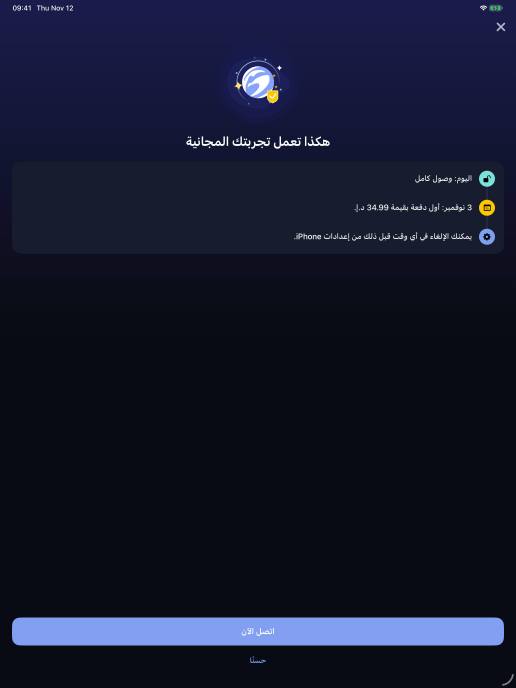 09:41 Thu Nov 12
هكذا تعمل تجربتك المجانية
اليوم: وصول كامل
3 نوفمبر: أول دفعة بقيمة 34.99 د.إ.
يمكنك الإلغاء في أي وقت قبل ذلك من إعدادات iPhone.
اتصل الآن
حسنًا